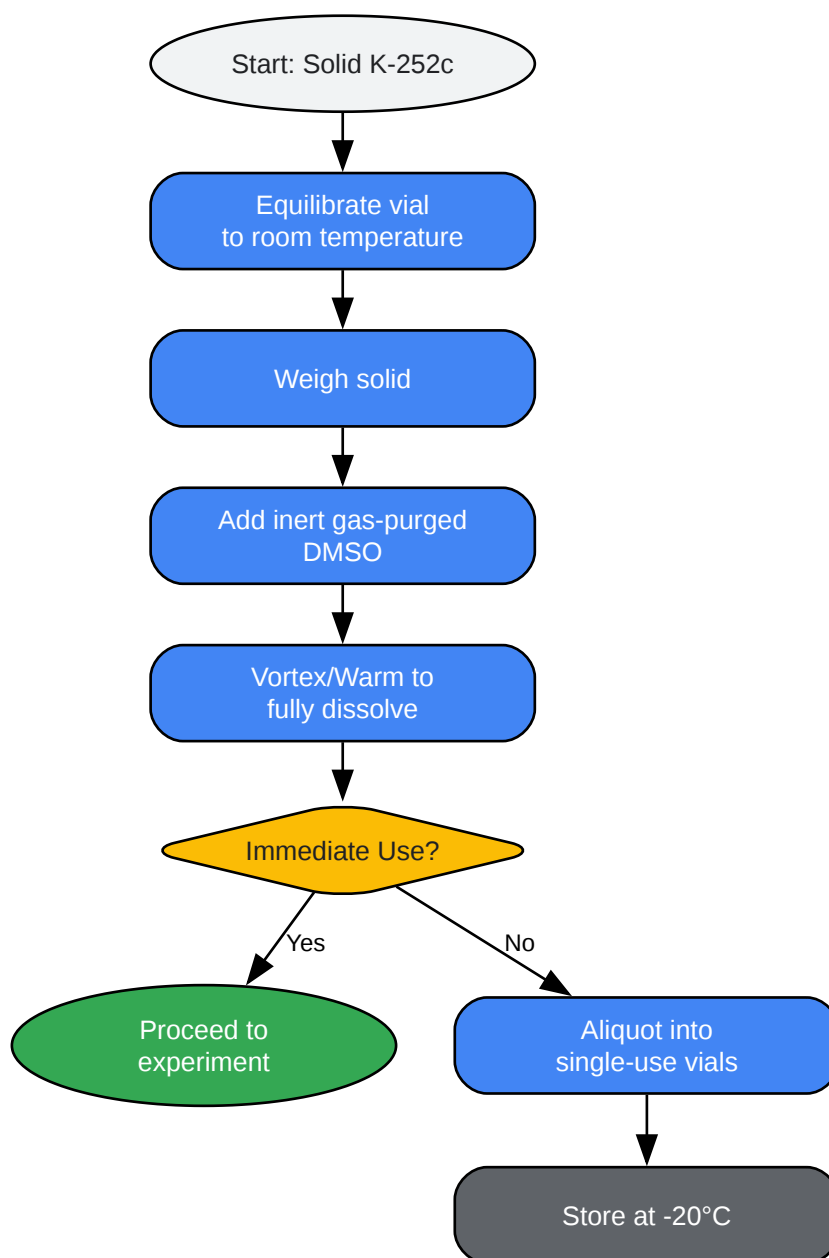 Start: Solid K-252c
Equilibrate vial
to room temperature
Weigh solid
Add inert gas-purged
DMSO
Vortex/Warm to
fully dissolve
Immediate Use?
Yes
No
Proceed to
experiment
Aliquot into
single-use vials
Store at -20°C